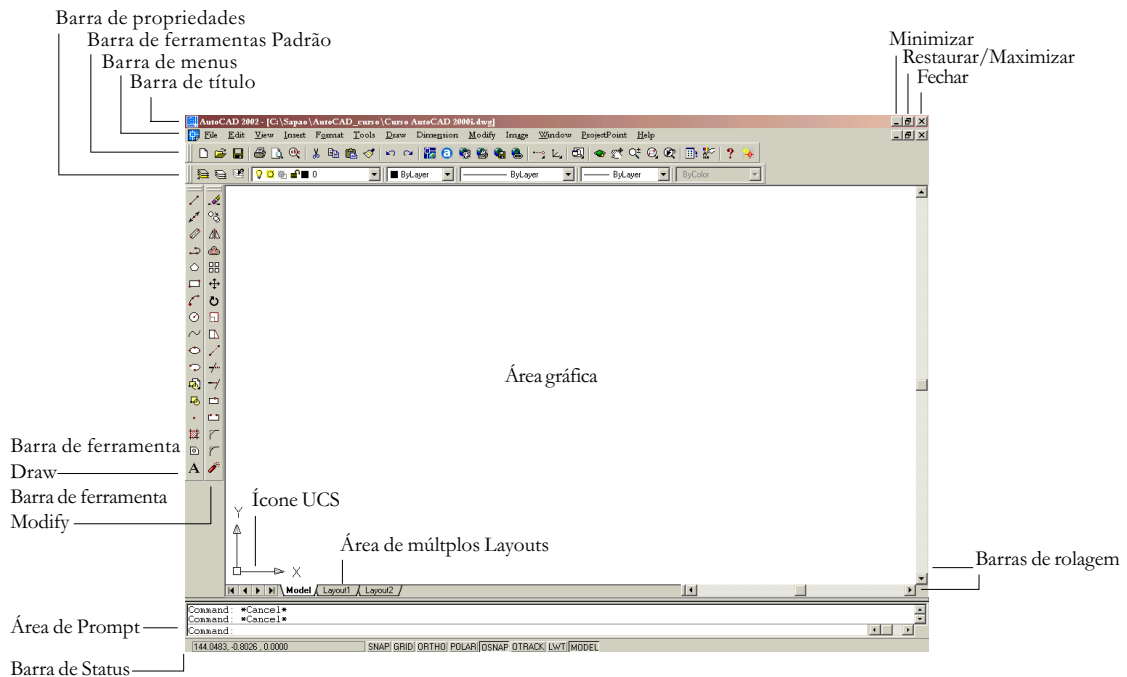 Barra de propriedades
Barra de ferramentas Padrão
Barra de menus
Barra de título
Minimizar
Restaurar/Maximizar
Fechar
AutoCAD 2002 - [C:\Sapao\AutoCAD_curso\Curso AutoCAD 2000i.dwg]
File Edit View Insert Format Tools Draw Dimension Modify Image Window ProjectPoint Help
0 ByLayer ByLayer ByLayer ByColor
Área gráfica
Barra de ferramenta
Draw
Barra de ferramenta
Modify
A
Ícone UCS
Y
X
Área de múltplos Layouts
Barras de rolagem
Model Layout1 Layout2
Command: *Cancel*
Command: *Cancel*
Command:
Área de Prompt
144.0483, -0.8026 , 0.0000 SNAP GRID ORTHO POLAR OSNAP OTRACK LWT MODEL
Barra de Status